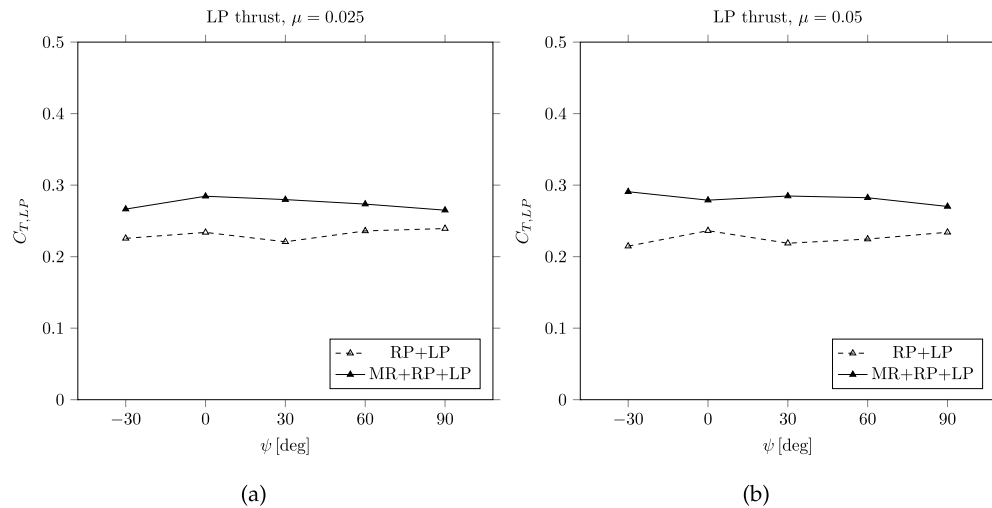 LP thrust, μ = 0.025
0.5
0.4
0.3
0.2
0.1
0
C_{T,LP}
RP+LP
MR+RP+LP
−30 0 30 60 90
ψ [deg]
(a)
LP thrust, μ = 0.05
0.5
0.4
0.3
0.2
0.1
0
C_{T,LP}
RP+LP
MR+RP+LP
−30 0 30 60 90
ψ [deg]
(b)